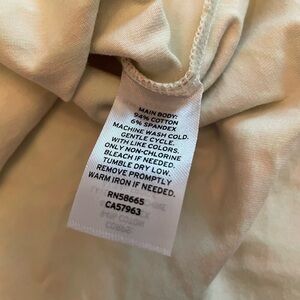 MAIN BODY:
94% COTTON
6% SPANDEX
MACHINE WASH COLD.
GENTLE CYCLE.
WITH LIKE COLORS.
ONLY NON-CHLORINE
BLEACH IF NEEDED.
TUMBLE DRY LOW.
REMOVE PROMPTLY
WARM IRON IF NEEDED.
RN58665
CA57963